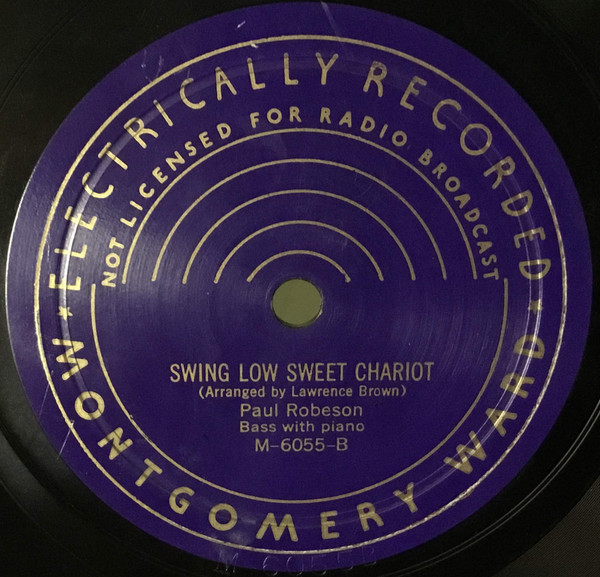 ELECTRICALLY RECORDED
NOT LICENSED FOR RADIO BROADCAST
SWING LOW SWEET CHARIOT
(Arranged by Lawrence Brown)
Paul Robeson
Bass with piano
M-6055-B
★ MONTGOMERY WARD ★